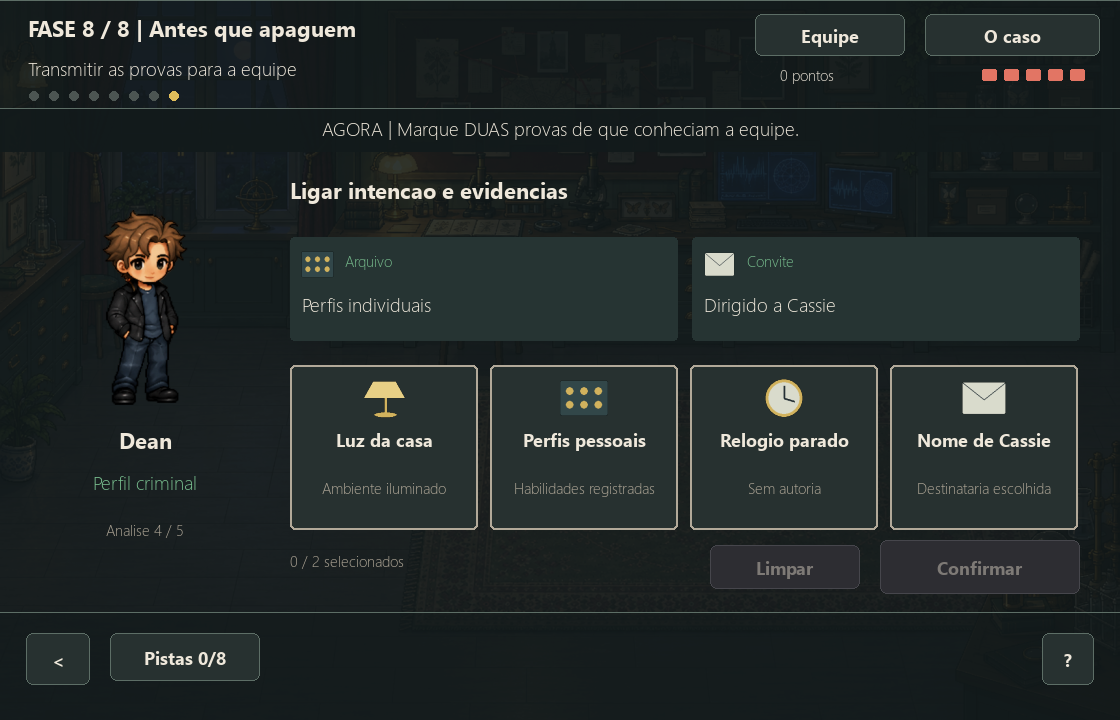 FASE 8 / 8 | Antes que apaguem
Equipe
O caso
Transmitir as provas para a equipe
0 pontos
AGORA | Marque DUAS provas de que conheciam a equipe.
Ligar intencao e evidencias
Arquivo
Perfis individuais
Convite
Dirigido a Cassie
Dean
Perfil criminal
Analise 4 / 5
Luz da casa
Ambiente iluminado
Perfis pessoais
Habilidades registradas
Relogio parado
Sem autoria
Nome de Cassie
Destinataria escolhida
0 / 2 selecionados
Limpar
Confirmar
<
Pistas 0/8
?